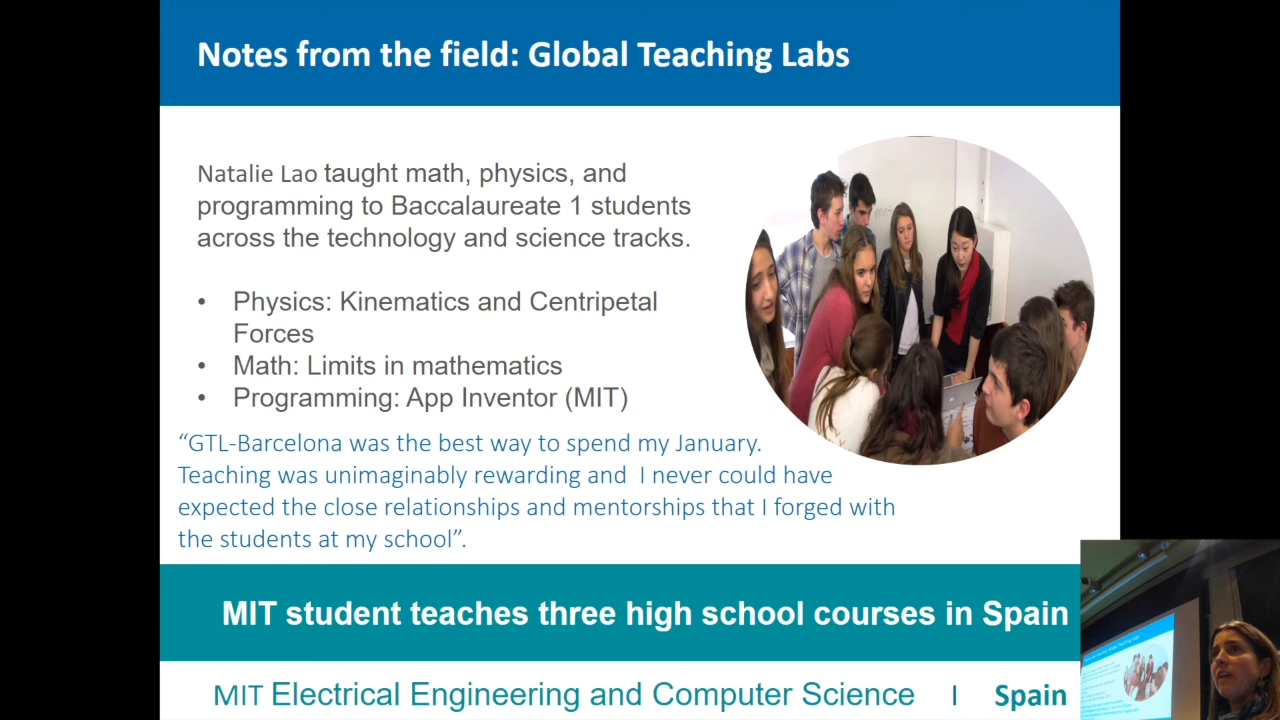 Notes from the field: Global Teaching Labs
Natalie Lao taught math, physics, and
programming to Baccalaureate 1 students
across the technology and science tracks.
• Physics: Kinematics and Centripetal
Forces
• Math: Limits in mathematics
• Programming: App Inventor (MIT)
“GTL-Barcelona was the best way to spend my January.
Teaching was unimaginably rewarding and I never could have
expected the close relationships and mentorships that I forged with
the students at my school”.
MIT student teaches three high school courses in Spain
MIT Electrical Engineering and Computer Science | Spain